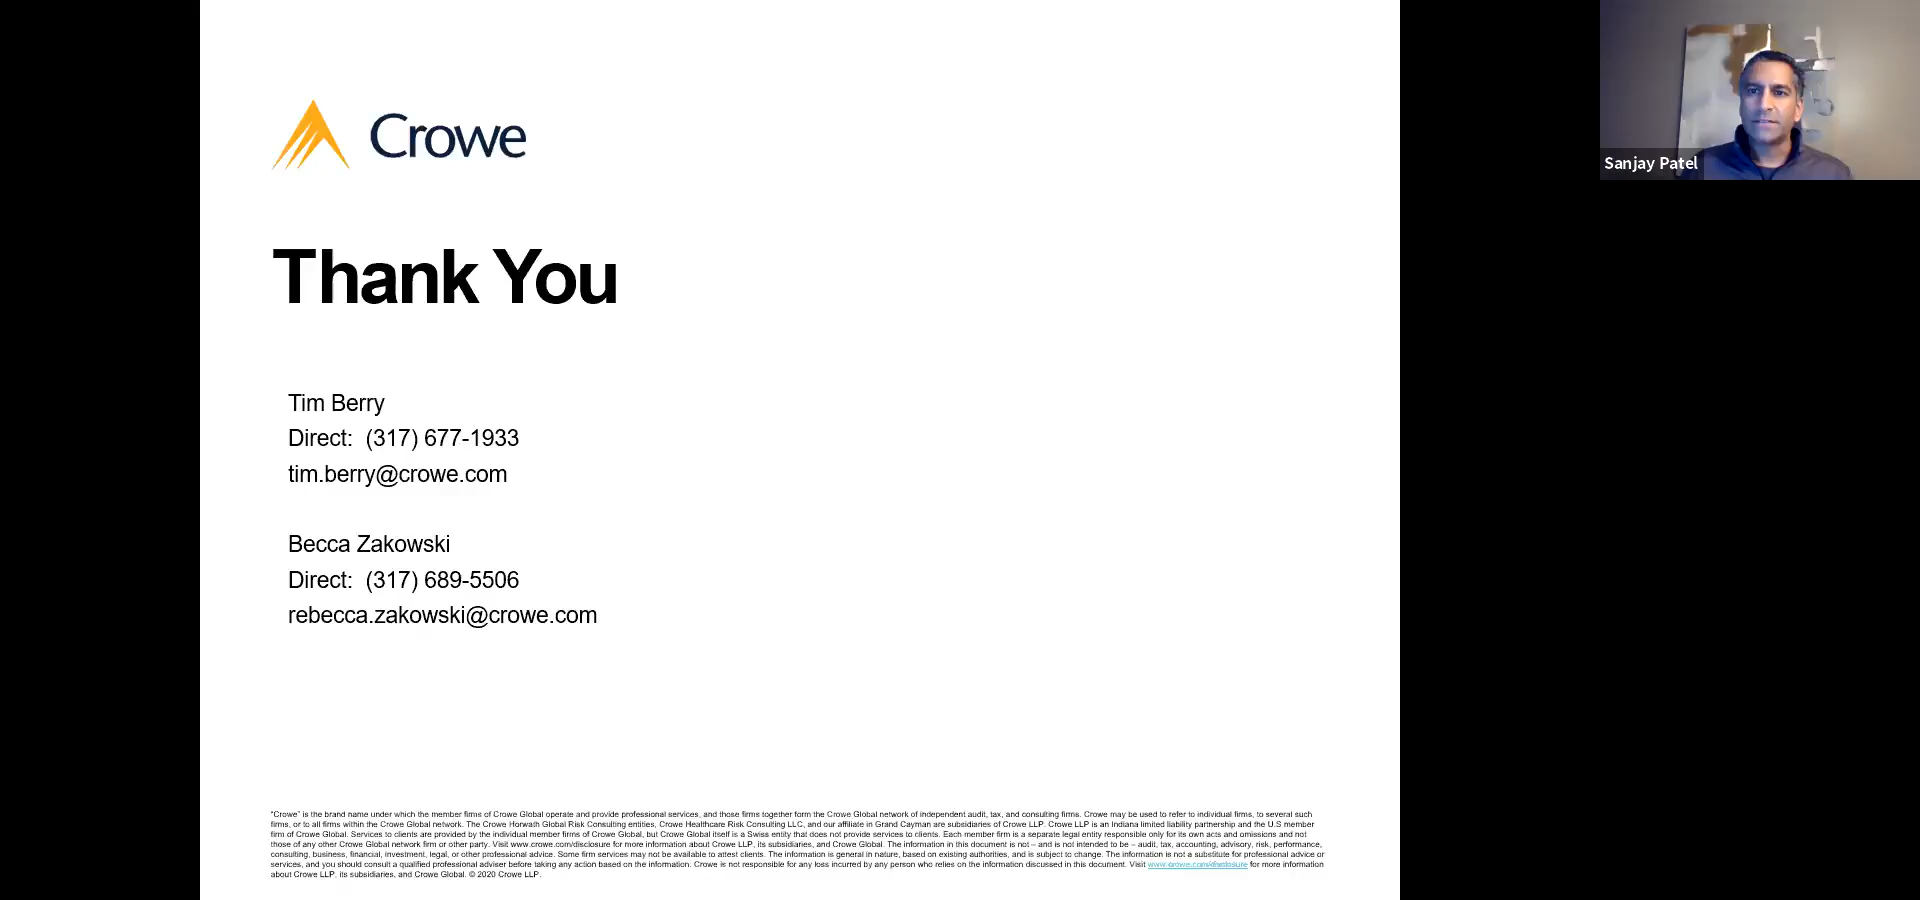 Crowe
Sanjay Patel
Thank You
Tim Berry
Direct:  (317) 677-1933
tim.berry@crowe.com
Becca Zakowski
Direct:  (317) 689-5506
rebecca.zakowski@crowe.com
"Crowe" is the brand name under which the member firms of Crowe Global operate and provide professional services, and those firms together form the Crowe Global network of independent audit, tax, and consulting firms. Crowe may be used to refer to individual firms, to several such
firms, or to all firms within the Crowe Global network. The Crowe Horwath Global Risk Consulting entities, Crowe Healthcare Risk Consulting LLC, and our affiliate in Grand Cayman are subsidiaries of Crowe LLP. Crowe LLP is an Indiana limited liability partnership and the U.S member
firm of Crowe Global. Services to clients are provided by the individual member firms of Crowe Global, but Crowe Global itself is a Swiss entity that does not provide services to clients. Each member firm is a separate legal entity responsible only for its own acts and omissions and not
those of any other Crowe Global network firm or other party. Visit www.crowe.com/disclosure for more information about Crowe LLP, its subsidiaries, and Crowe Global. The information in this document is not – and is not intended to be – audit, tax, accounting, advisory, risk, performance,
consulting, business, financial, investment, legal, or other professional advice. Some firm services may not be available to attest clients. The information is general in nature, based on existing authorities, and is subject to change. The information is not a substitute for professional advice or
services, and you should consult a qualified professional adviser before taking any action based on the information. Crowe is not responsible for any loss incurred by any person who relies on the information discussed in this document. Visit www.crowe.com/disclosure for more information
about Crowe LLP, its subsidiaries, and Crowe Global. © 2020 Crowe LLP.